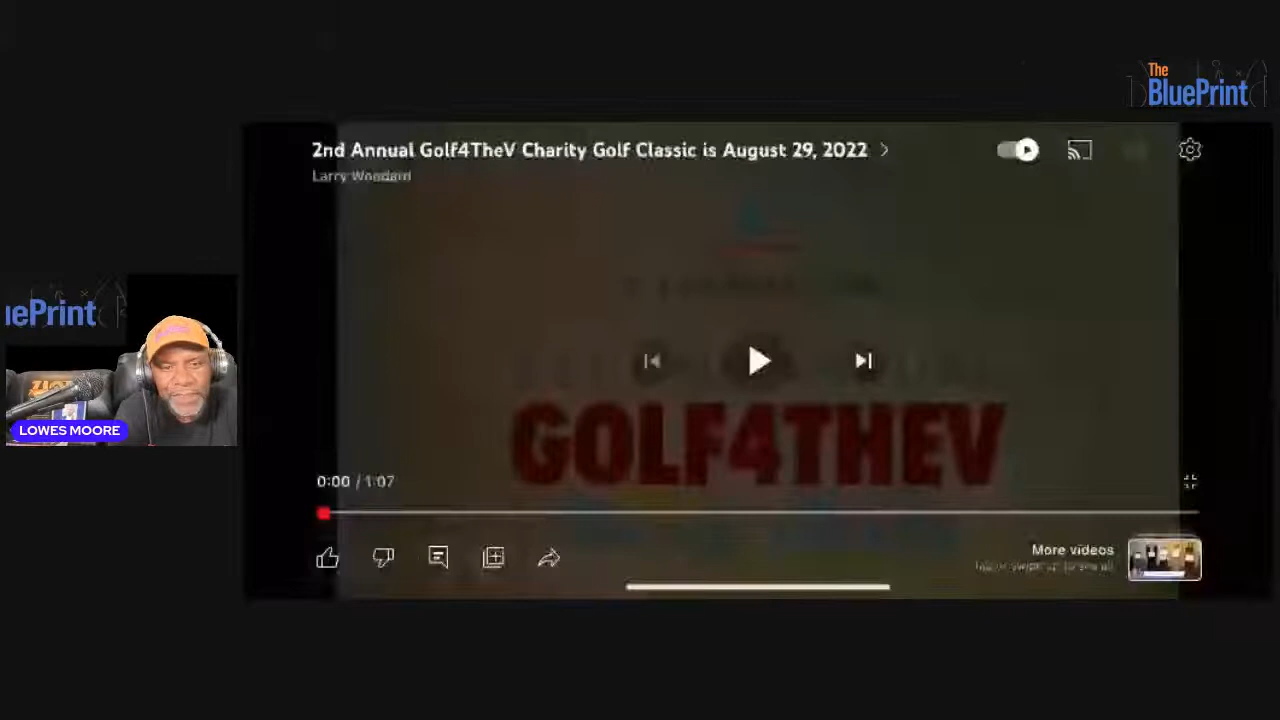 The
BluePrint
2nd Annual Golf4TheV Charity Golf Classic is August 29, 2022
Larry Woodard
uePrint
LOWES MOORE
GOLF4THEV
0:00 / 1:07
More videos